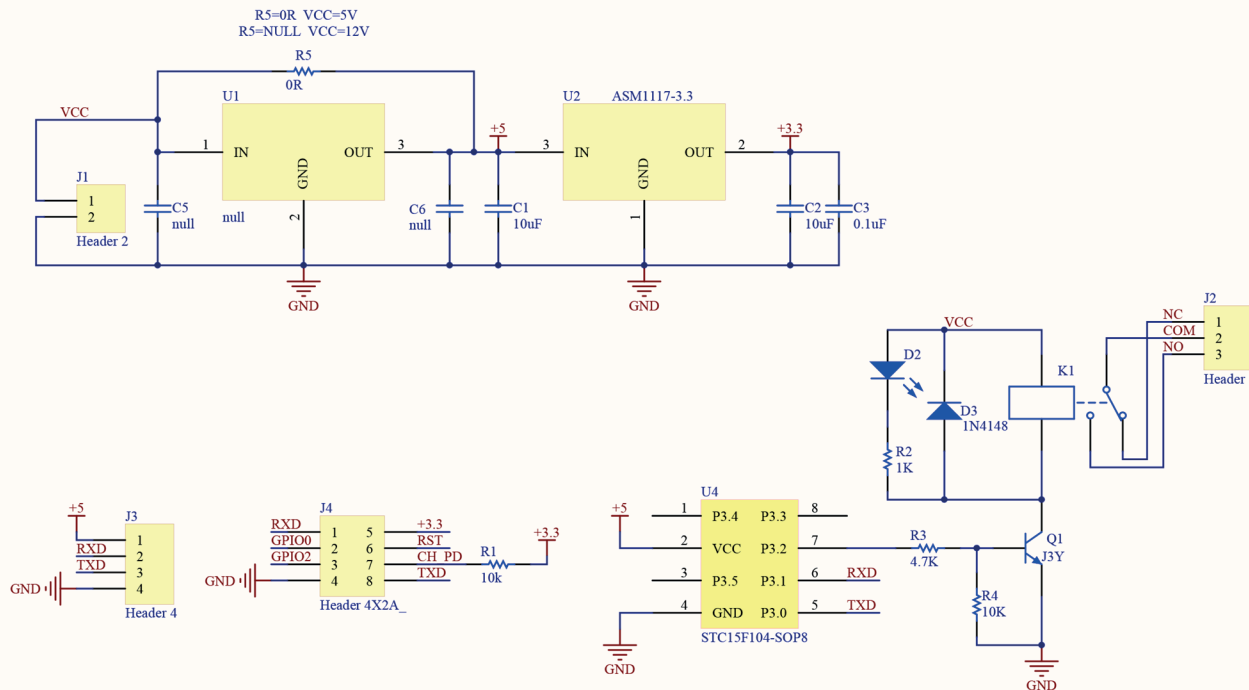 R5=0R VCC=5V
R5=NULL VCC=12V
R5
0R
VCC
U1
1
IN
OUT
3
GND
2
null
+5
U2
ASM1117-3.3
3
IN
OUT
2
GND
1
+3.3
J1
1
2
Header 2
C5
null
C6
null
C1
10uF
C2
10uF
C3
0.1uF
GND
GND
VCC
D2
D3
1N4148
R2
1K
K1
NC
COM
NO
J2
1
2
3
Header
+5
J3
RXD
TXD
GND
1
2
3
4
Header 4
J4
RXD
GPIO0
GPIO2
GND
1
2
3
4
5
6
7
8
+3.3
RST
CH_PD
TXD
Header 4X2A_
R1
10k
+3.3
U4
+5
1
P3.4
P3.3
8
2
VCC
P3.2
7
3
P3.5
P3.1
6
RXD
4
GND
P3.0
5
TXD
STC15F104-SOP8
GND
R3
4.7K
R4
10K
Q1
J3Y
GND